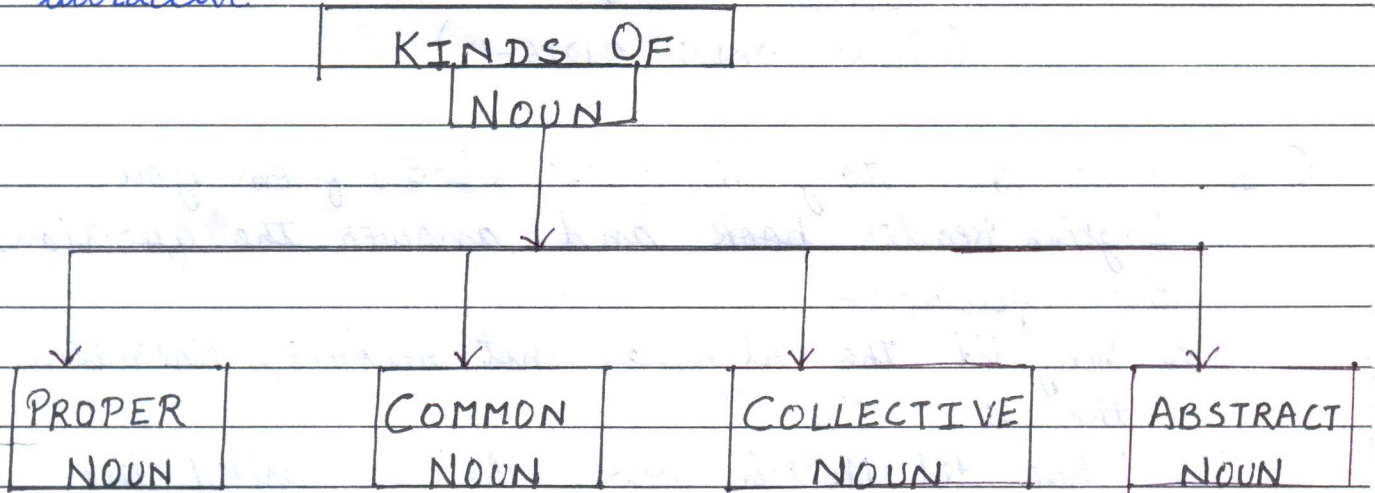 KINDS OF
NOUN
PROPER COMMON COLLECTIVE ABSTRACT
NOUN NOUN NOUN NOUN